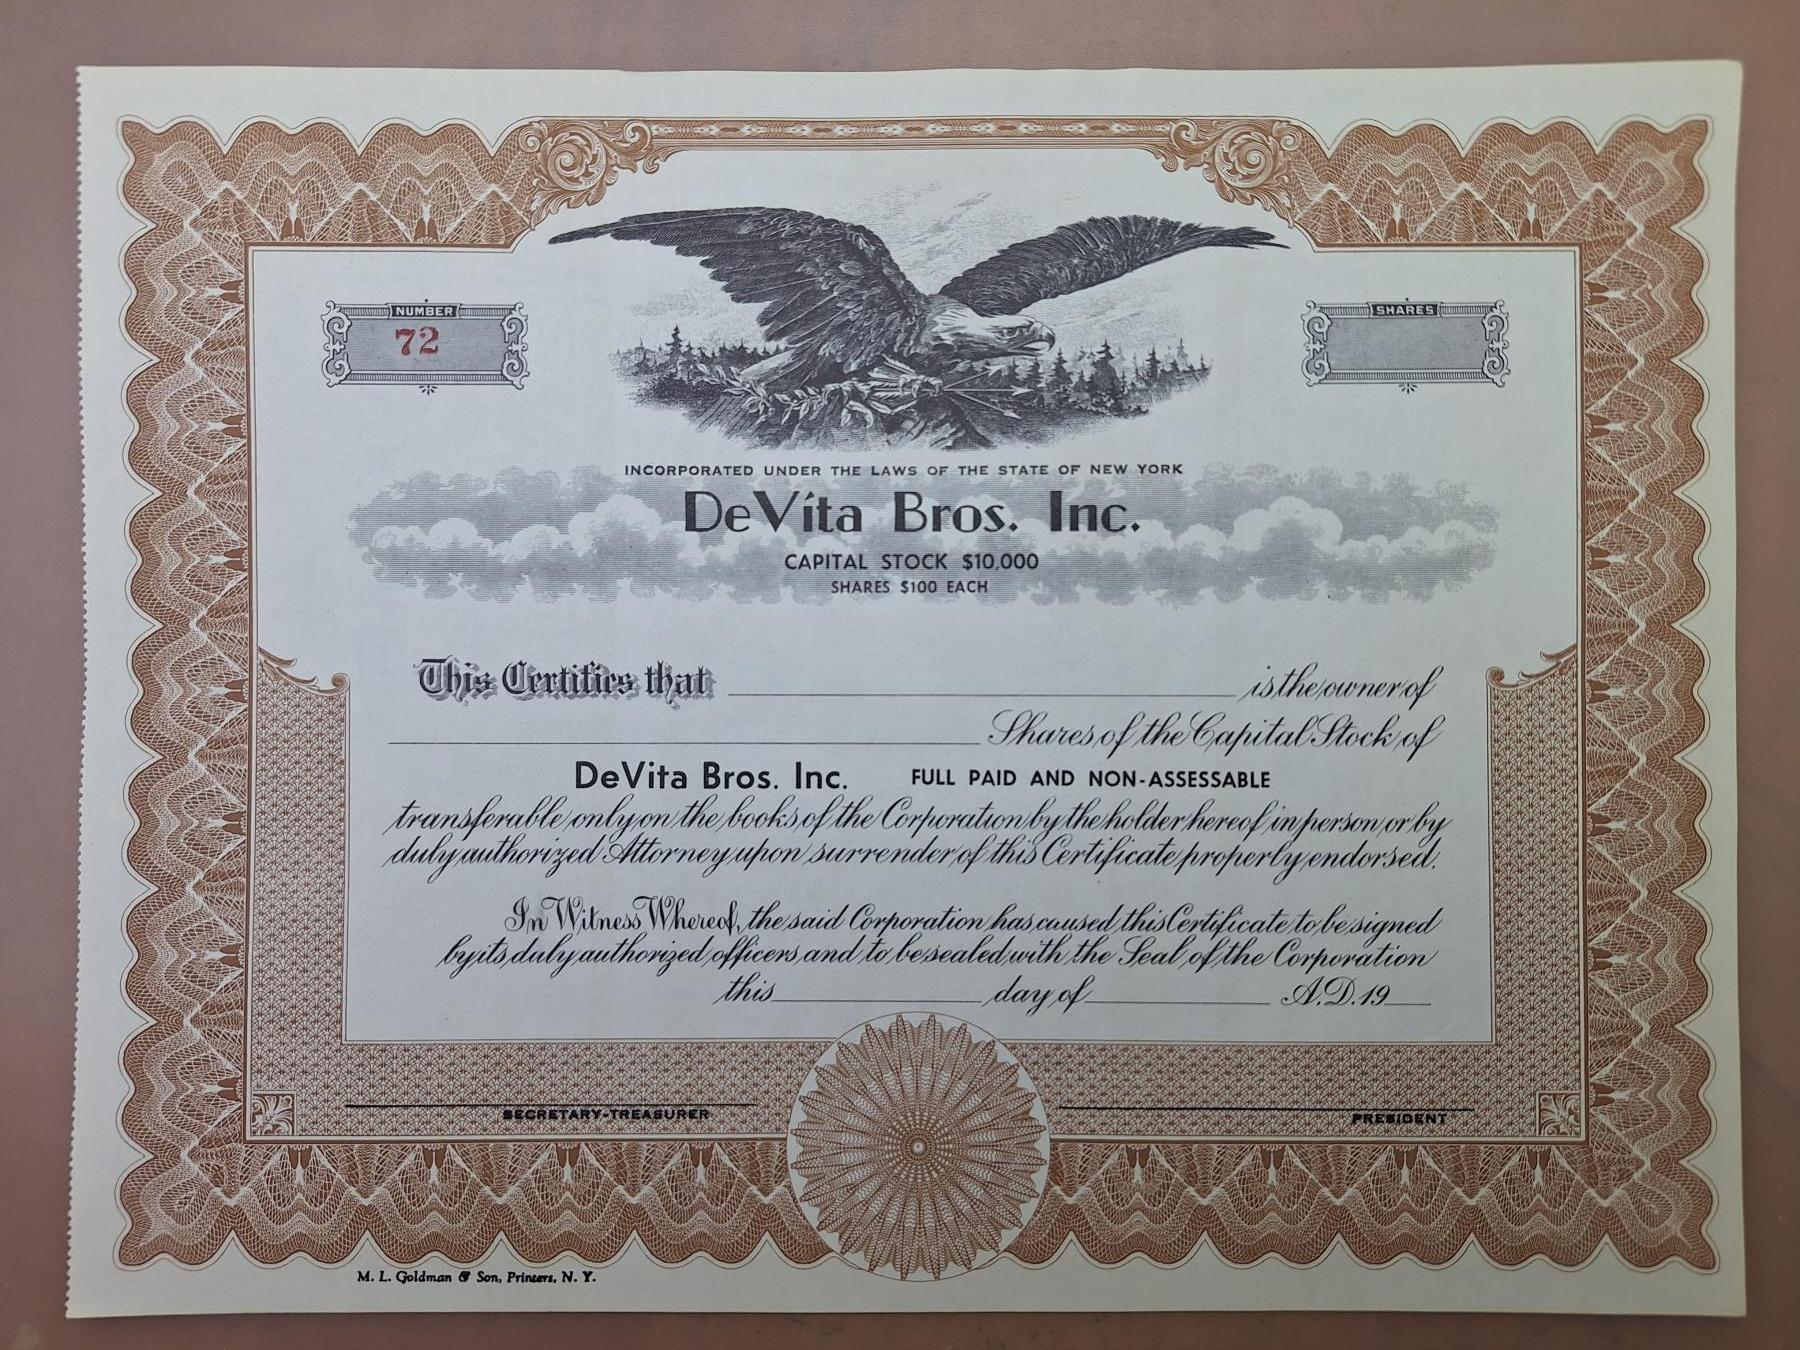 NUMBER
72
SHARES
INCORPORATED UNDER THE LAWS OF THE STATE OF NEW YORK
DeVita Bros. Inc.
CAPITAL STOCK $10,000
SHARES $100 EACH
This Certifies that is the owner of
Shares of the Capital Stock of
DeVita Bros. Inc. FULL PAID AND NON-ASSESSABLE
transferable only on the books of the Corporation by the holder hereof in person or by
duly authorized Attorney upon surrender of this Certificate properly endorsed.
In Witness Whereof, the said Corporation has caused this Certificate to be signed
by its duly authorized officers and to be sealed with the Seal of the Corporation
this day of A.D. 19
SECRETARY-TREASURER
PRESIDENT
M. L. Goldman & Son, Printers, N. Y.